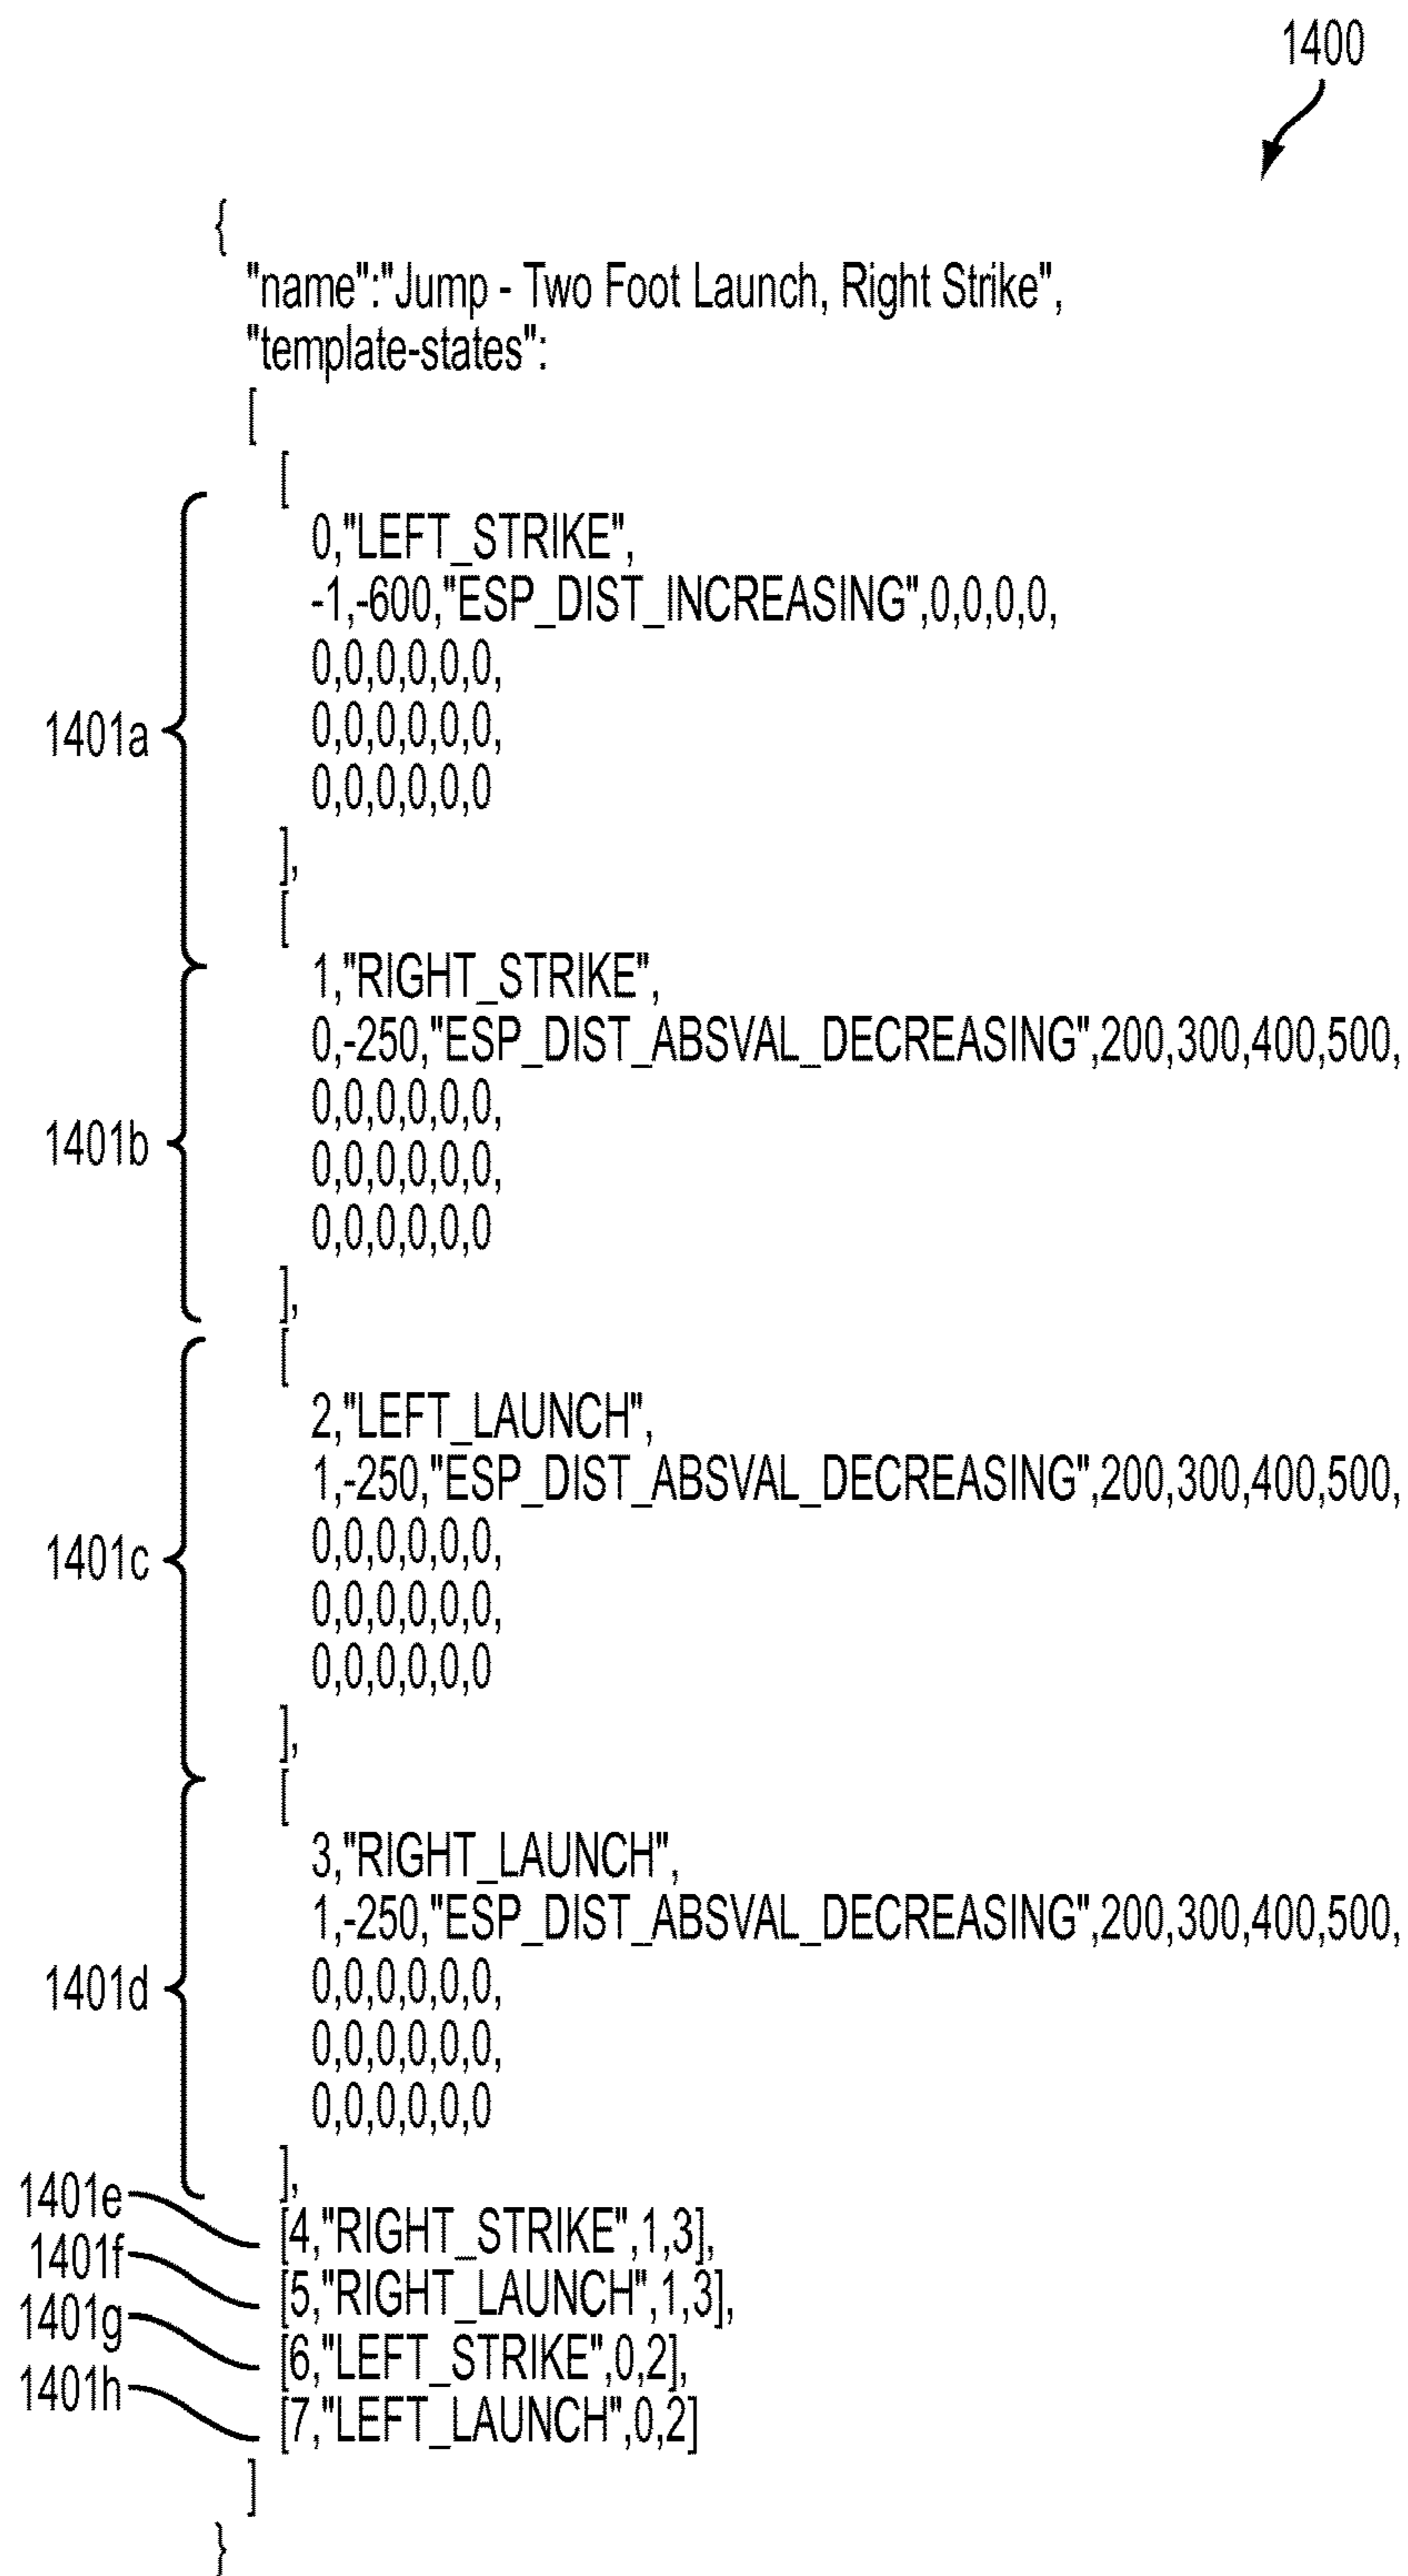 1400
{
"name":"Jump - Two Foot Launch, Right Strike",
"template-states":
[
[
0,"LEFT_STRIKE",
-1,-600,"ESP_DIST_INCREASING",0,0,0,0,
0,0,0,0,0,0,
1401a
0,0,0,0,0,0,
0,0,0,0,0,0
],
[
1,"RIGHT_STRIKE",
0,-250,"ESP_DIST_ABSVAL_DECREASING",200,300,400,500,
0,0,0,0,0,0,
1401b
0,0,0,0,0,0,
0,0,0,0,0,0
],
[
2,"LEFT_LAUNCH",
1,-250,"ESP_DIST_ABSVAL_DECREASING",200,300,400,500,
0,0,0,0,0,0,
1401c
0,0,0,0,0,0,
0,0,0,0,0,0
],
[
3,"RIGHT_LAUNCH",
1,-250,"ESP_DIST_ABSVAL_DECREASING",200,300,400,500,
0,0,0,0,0,0,
1401d
0,0,0,0,0,0,
0,0,0,0,0,0
],
1401e
[4,"RIGHT_STRIKE",1,3],
1401f
[5,"RIGHT_LAUNCH",1,3],
1401g
[6,"LEFT_STRIKE",0,2],
1401h
[7,"LEFT_LAUNCH",0,2]
]
}